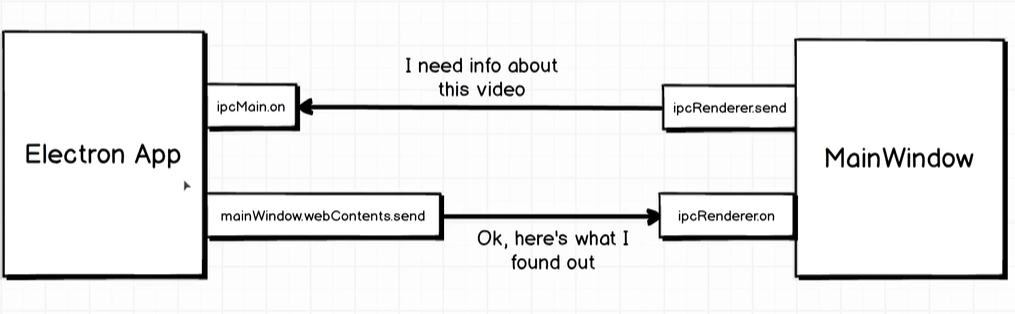 I need info about
this video
ipcMain.on
ipcRenderer.send
Electron App
MainWindow
mainWindow.webContents.send
ipcRenderer.on
Ok, here's what I
found out